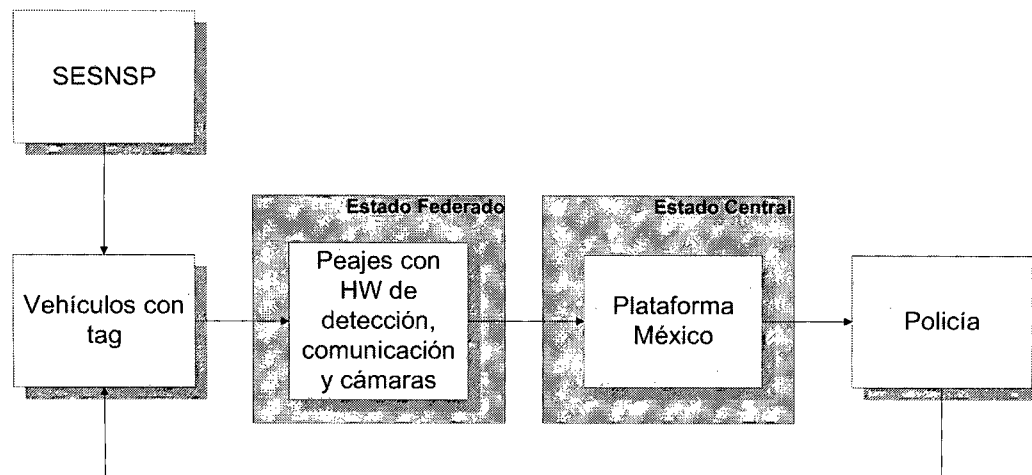 SESNSP
Vehículos con
tag
Estado Federado
Peajes con
HW de
detección,
comunicación
y cámaras
Estado Central
Plataforma
México
Policía